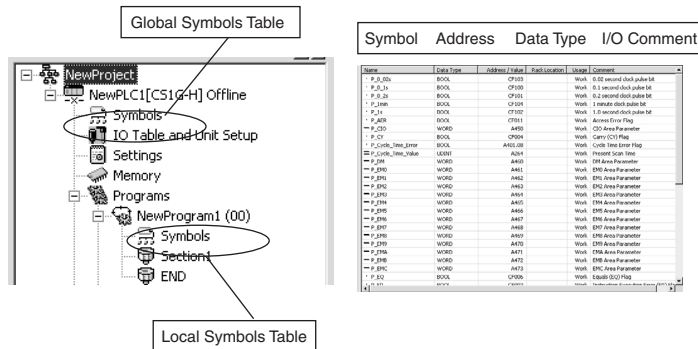 Global Symbols Table
NewProject
NewPLC1[CS1G-H] Offline
Symbols
IO Table and Unit Setup
Settings
Memory
Programs
NewProgram1 (00)
Symbols
Section1
END
Local Symbols Table
Symbol Address Data Type I/O Comment
Name Data Type Address / Value Rack Location Usage Comment
P_0_02s BOOL CF103 Work 0.02 second clock pulse bit
P_0_1s BOOL CF100 Work 0.1 second clock pulse bit
P_0_2s BOOL CF101 Work 0.2 second clock pulse bit
P_1min BOOL CF104 Work 1 minute clock pulse bit
P_1s BOOL CF102 Work 1.0 second clock pulse bit
P_AER BOOL CF011 Work Access Error Flag
P_CIO WORD A450 Work CIO Area Parameter
P_CY BOOL CF004 Work Carry (CY) Flag
P_Cycle_Time_Error BOOL A401.08 Work Cycle Time Error Flag
P_Cycle_Time_Value UDINT A264 Work Present Scan Time
P_DM WORD A460 Work DM Area Parameter
P_EM0 WORD A461 Work EM0 Area Parameter
P_EM1 WORD A462 Work EM1 Area Parameter
P_EM2 WORD A463 Work EM2 Area Parameter
P_EM3 WORD A464 Work EM3 Area Parameter
P_EM4 WORD A465 Work EM4 Area Parameter
P_EM5 WORD A466 Work EM5 Area Parameter
P_EM6 WORD A467 Work EM6 Area Parameter
P_EM7 WORD A468 Work EM7 Area Parameter
P_EM8 WORD A469 Work EM8 Area Parameter
P_EM9 WORD A470 Work EM9 Area Parameter
P_EMA WORD A471 Work EMA Area Parameter
P_EMB WORD A472 Work EMB Area Parameter
P_EMC WORD A473 Work EMC Area Parameter
P_EQ BOOL CF006 Work Equals (EQ) Flag